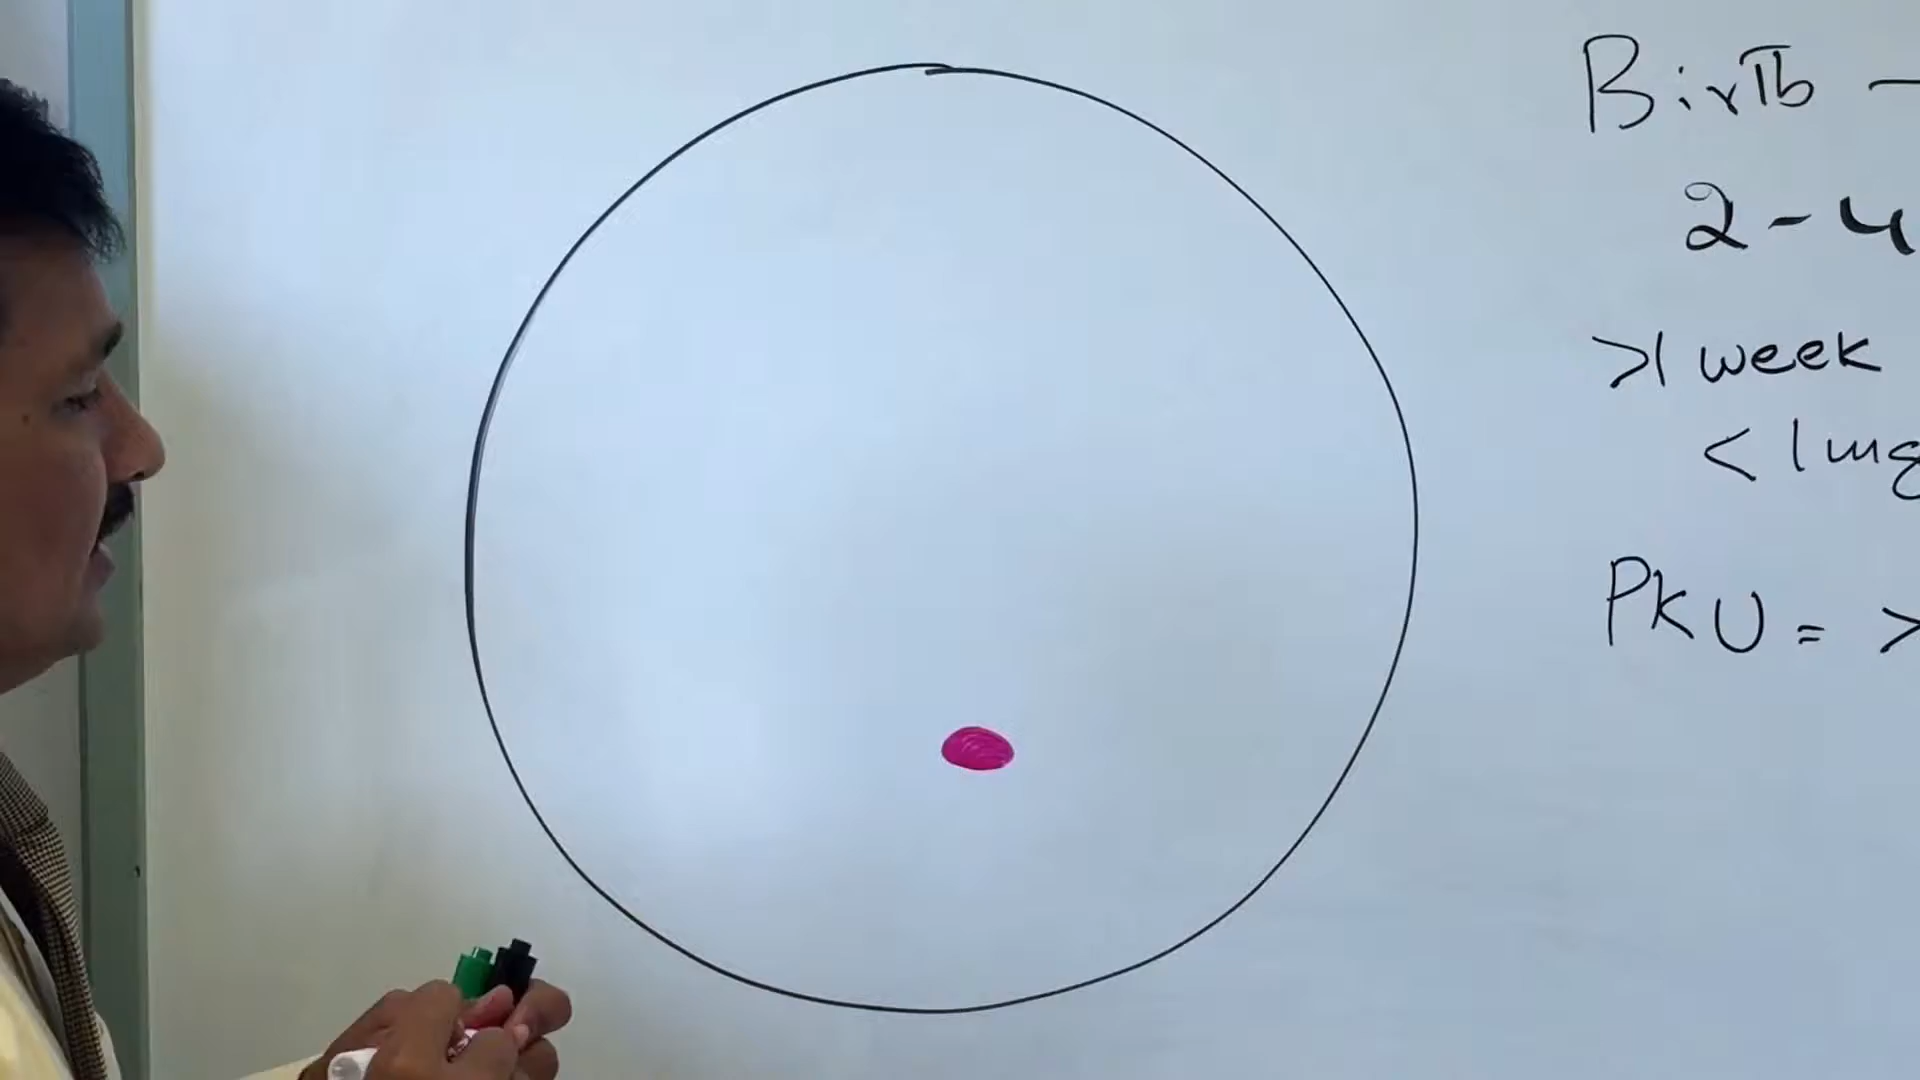 Birth -
2-4
>1 week
< 1 mg
PKU = >